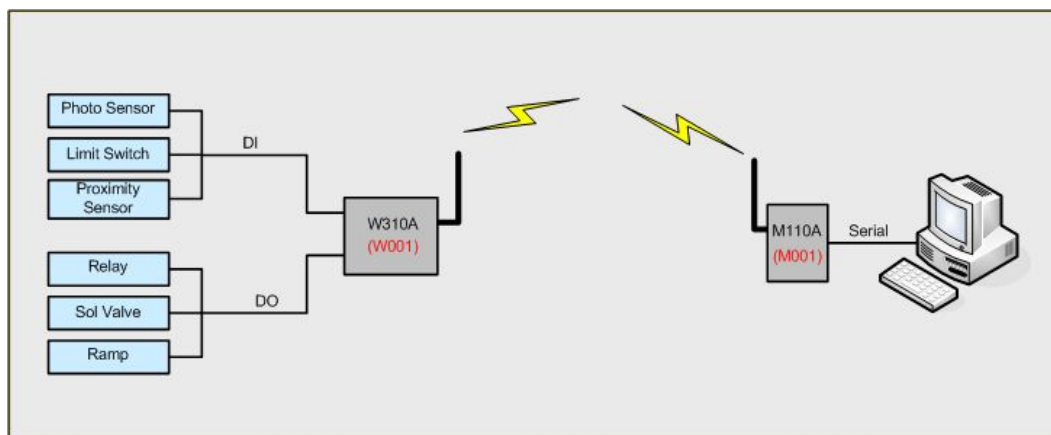 Photo Sensor
Limit Switch
Proximity
Sensor
DI
W310A
(W001)
Relay
Sol Valve
Ramp
DO
M110A
(M001)
Serial